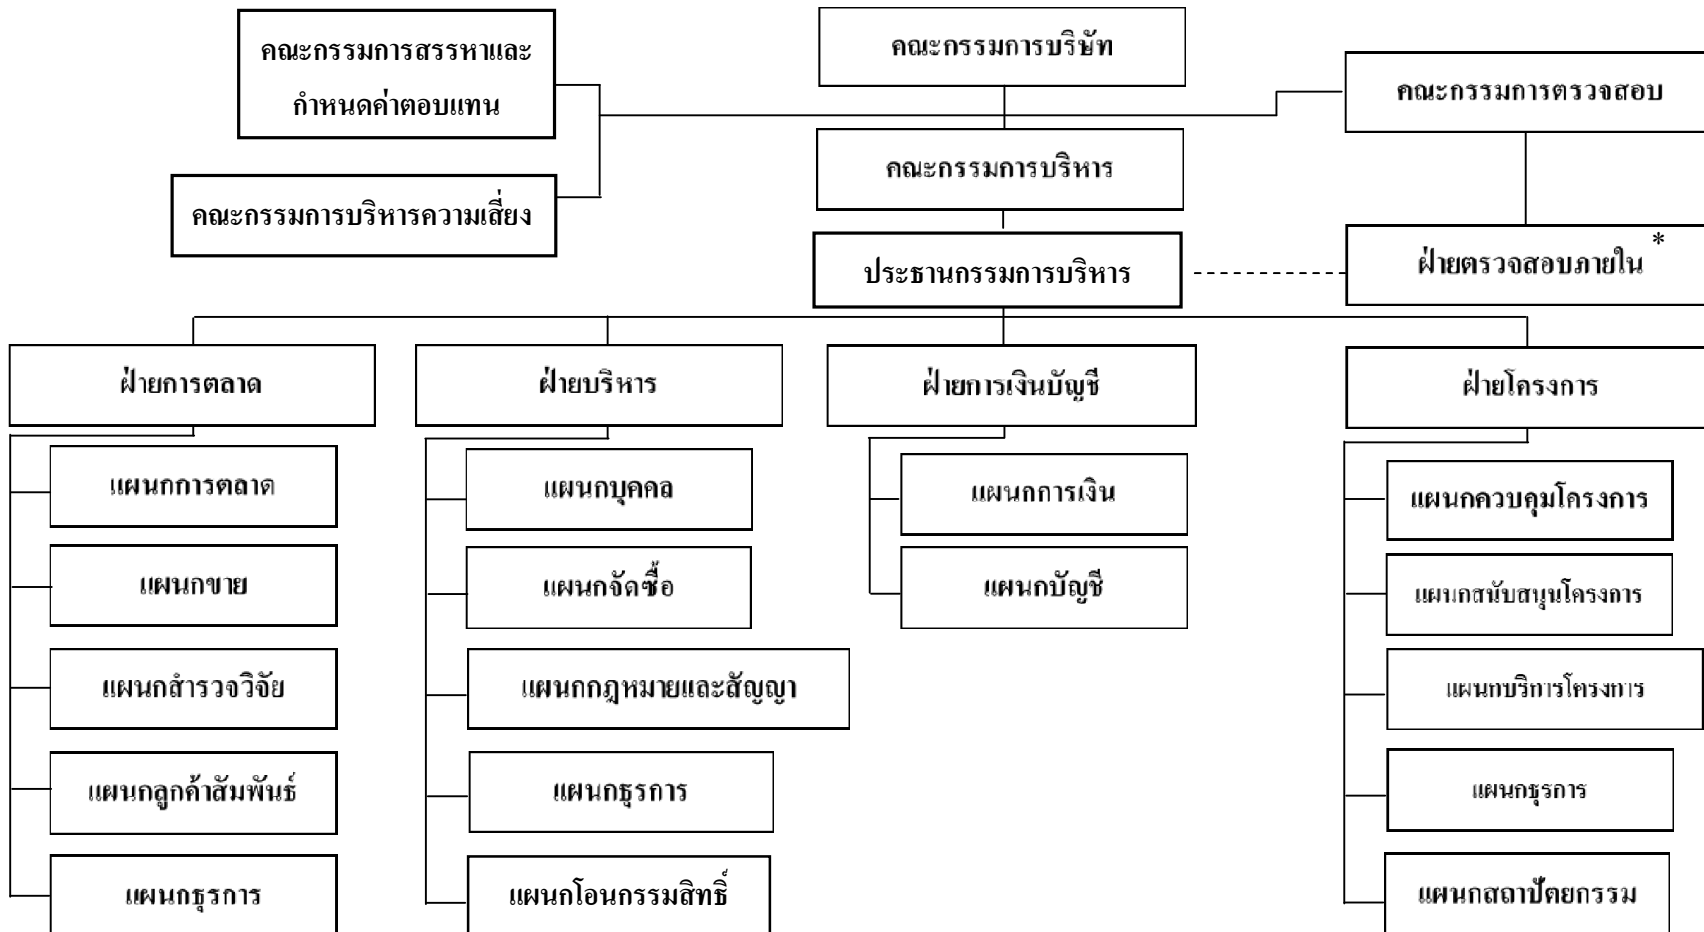 คณะกรรมการสรรหาและ
กำหนดค่าตอบแทน
คณะกรรมการบริษัท
คณะกรรมการตรวจสอบ
คณะกรรมการบริหาร
คณะกรรมการบริหารความเสี่ยง
ประธานกรรมการบริหาร
ฝ่ายตรวจสอบภายใน *
ฝ่ายการตลาด
ฝ่ายบริหาร
ฝ่ายการเงินบัญชี
ฝ่ายโครงการ
แผนกการตลาด
แผนกขาย
แผนกสำรวจวิจัย
แผนกลูกค้าสัมพันธ์
แผนกธุรการ
แผนกบุคคล
แผนกจัดซื้อ
แผนกกฎหมายและสัญญา
แผนกธุรการ
แผนกโอนกรรมสิทธิ์
แผนกการเงิน
แผนกบัญชี
แผนกควบคุมโครงการ
แผนกสนับสนุนโครงการ
แผนกบริการโครงการ
แผนกธุรการ
แผนกสถาปัตยกรรม